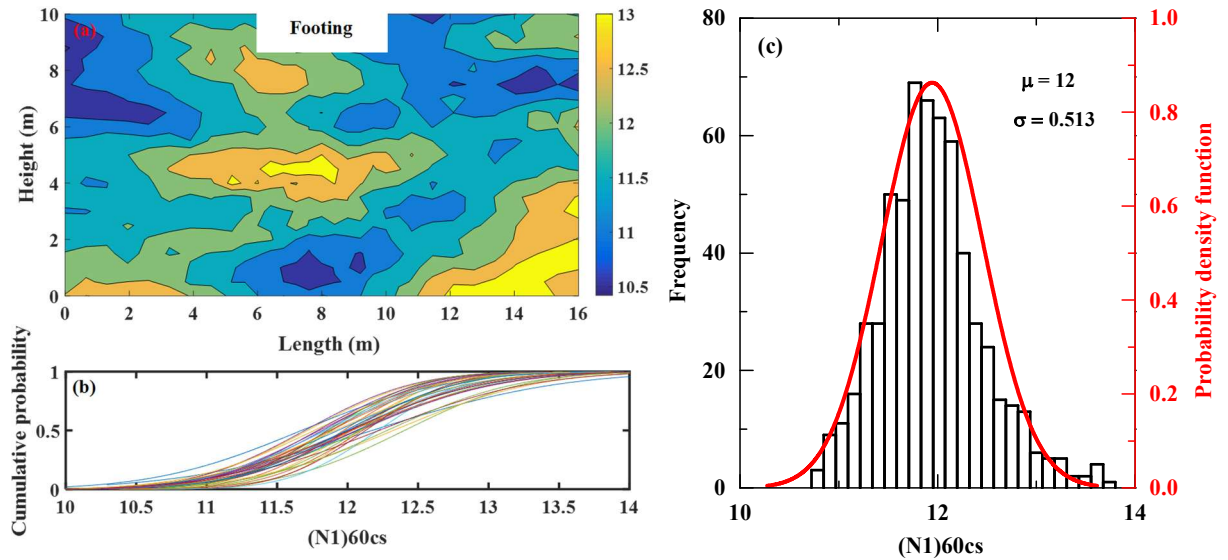 (a)
Footing
10
8
6
4
2
0
Height (m)
0 2 4 6 8 10 12 14 16
Length (m)
13
12.5
12
11.5
11
10.5
(b)
Cumulative probability
1
0.5
0
10 10.5 11 11.5 12 12.5 13 13.5 14
(N1)60cs
(c)
μ = 12
σ = 0.513
Frequency
80
60
40
20
0
10 12 14
(N1)60cs
1.0
0.8
0.6
0.4
0.2
0.0
Probability density function